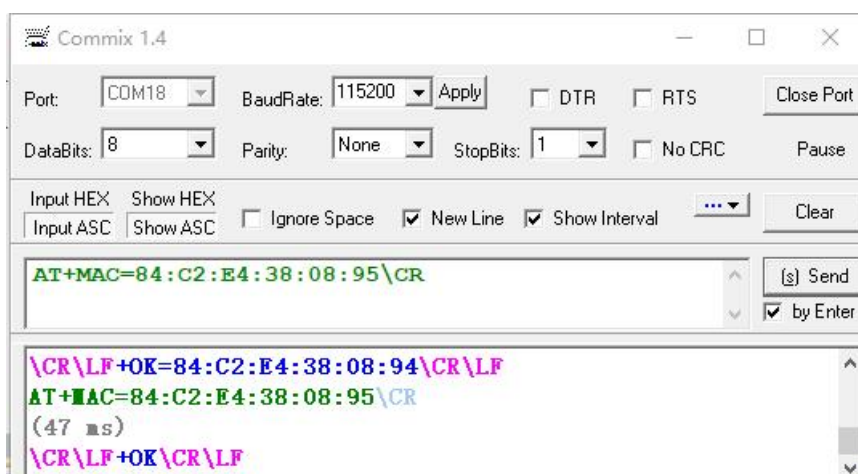 Commix 1.4
Port: COM18 BaudRate: 115200 Apply DTR RTS Close Port
DataBits: 8 Parity: None StopBits: 1 No CRC Pause
Input HEX Show HEX
Input ASC Show ASC Ignore Space New Line Show Interval ... Clear
AT+MAC=84:C2:E4:38:08:95\CR (s) Send
by Enter
\CR\LF+OK=84:C2:E4:38:08:94\CR\LF
AT+MAC=84:C2:E4:38:08:95\CR
(47 ms)
\CR\LF+OK\CR\LF